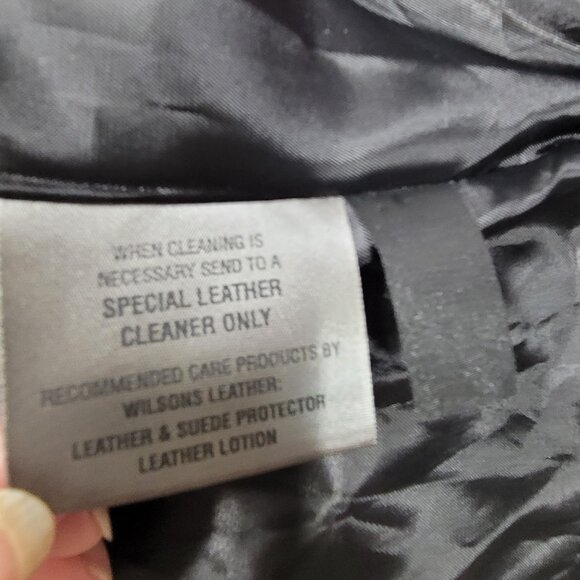 WHEN CLEANING IS
NECESSARY SEND TO A
SPECIAL LEATHER
CLEANER ONLY
RECOMMENDED CARE PRODUCTS BY
WILSONS LEATHER:
LEATHER & SUEDE PROTECTOR
LEATHER LOTION